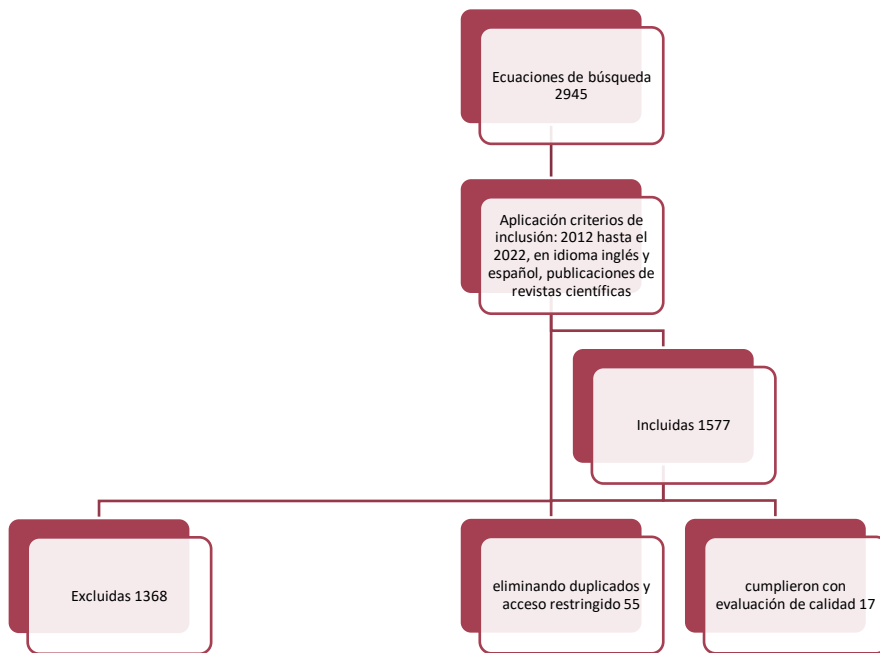 Ecuaciones de búsqueda
2945
Aplicación criterios de
inclusión: 2012 hasta el
2022, en idioma inglés y
español, publicaciones de
revistas científicas
Incluidas 1577
Excluidas 1368
eliminando duplicados y
acceso restringido 55
cumplieron con
evaluación de calidad 17